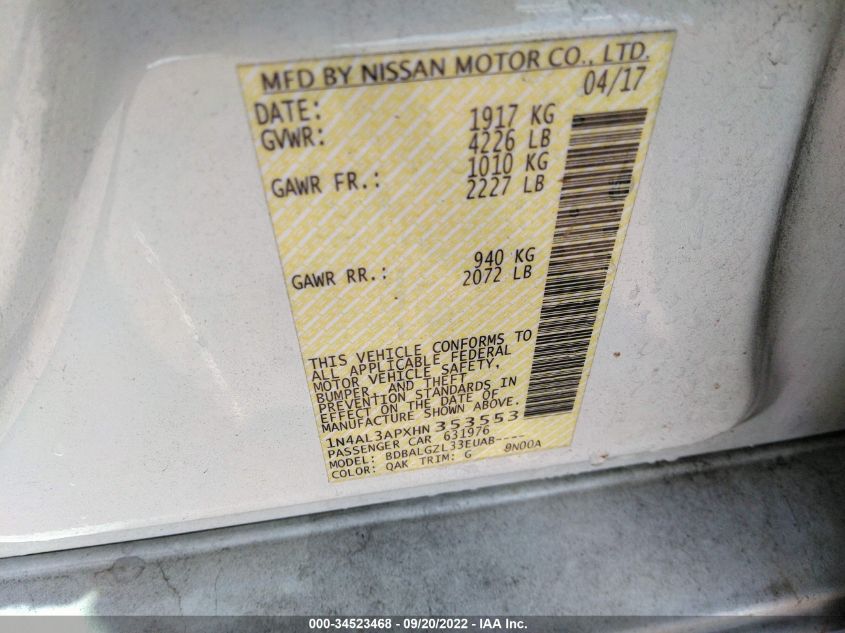 MFD BY NISSAN MOTOR CO., LTD.
DATE: 04/17
GVWR: 1917 KG
4226 LB
GAWR FR.: 1010 KG
2227 LB
GAWR RR.: 940 KG
2072 LB
THIS VEHICLE CONFORMS TO
ALL APPLICABLE FEDERAL
MOTOR VEHICLE SAFETY,
BUMPER, AND THEFT
PREVENTION STANDARDS IN
EFFECT ON THE DATE OF
MANUFACTURE SHOWN ABOVE.
1N4AL3APXHN353553
PASSENGER CAR 631976
MODEL: BDBALGZL33EUAB---- 9N00A
COLOR: QAK TRIM: G
000-34523468 - 09/20/2022 - IAA Inc.